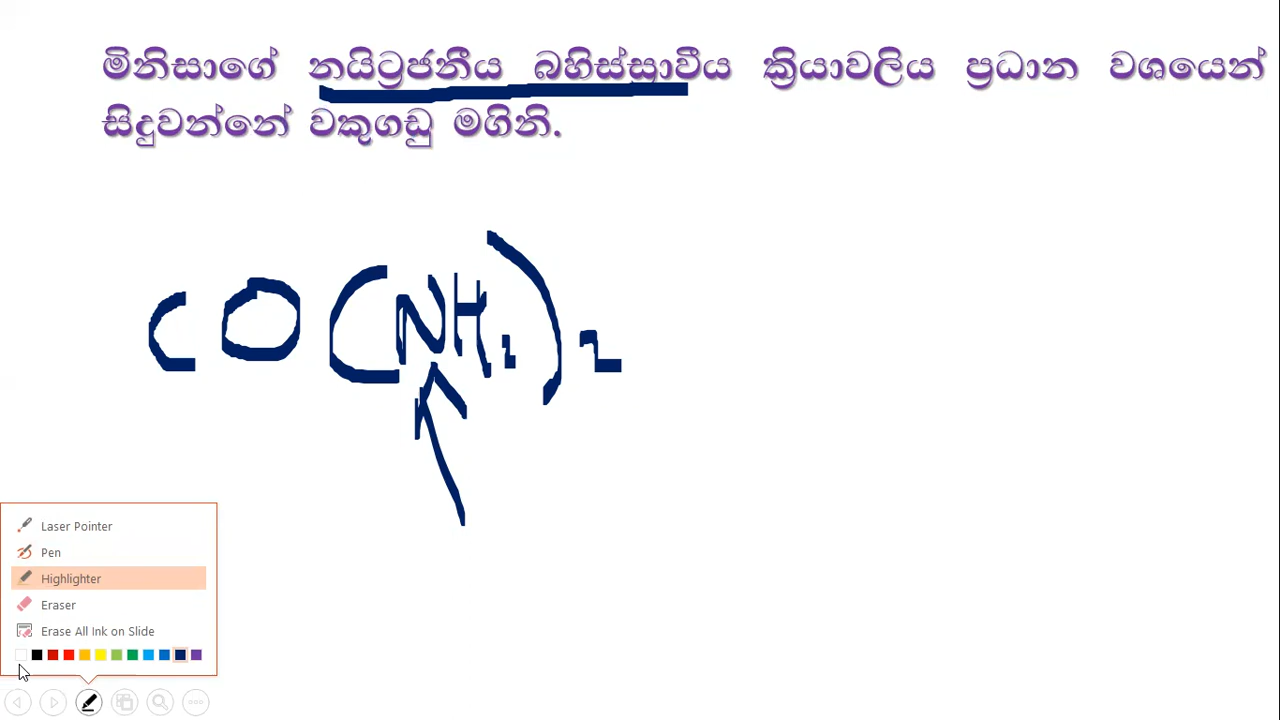 මිනිසාගේ නයිට්‍රජනීය බහිස්සුාවීය ක්‍රියාවලිය ප්‍රධාන වශයෙන්
සිදුවන්නේ වකුගඩු මගිනි.
CO(NH2)2
Laser Pointer
Pen
Highlighter
Eraser
Erase All Ink on Slide